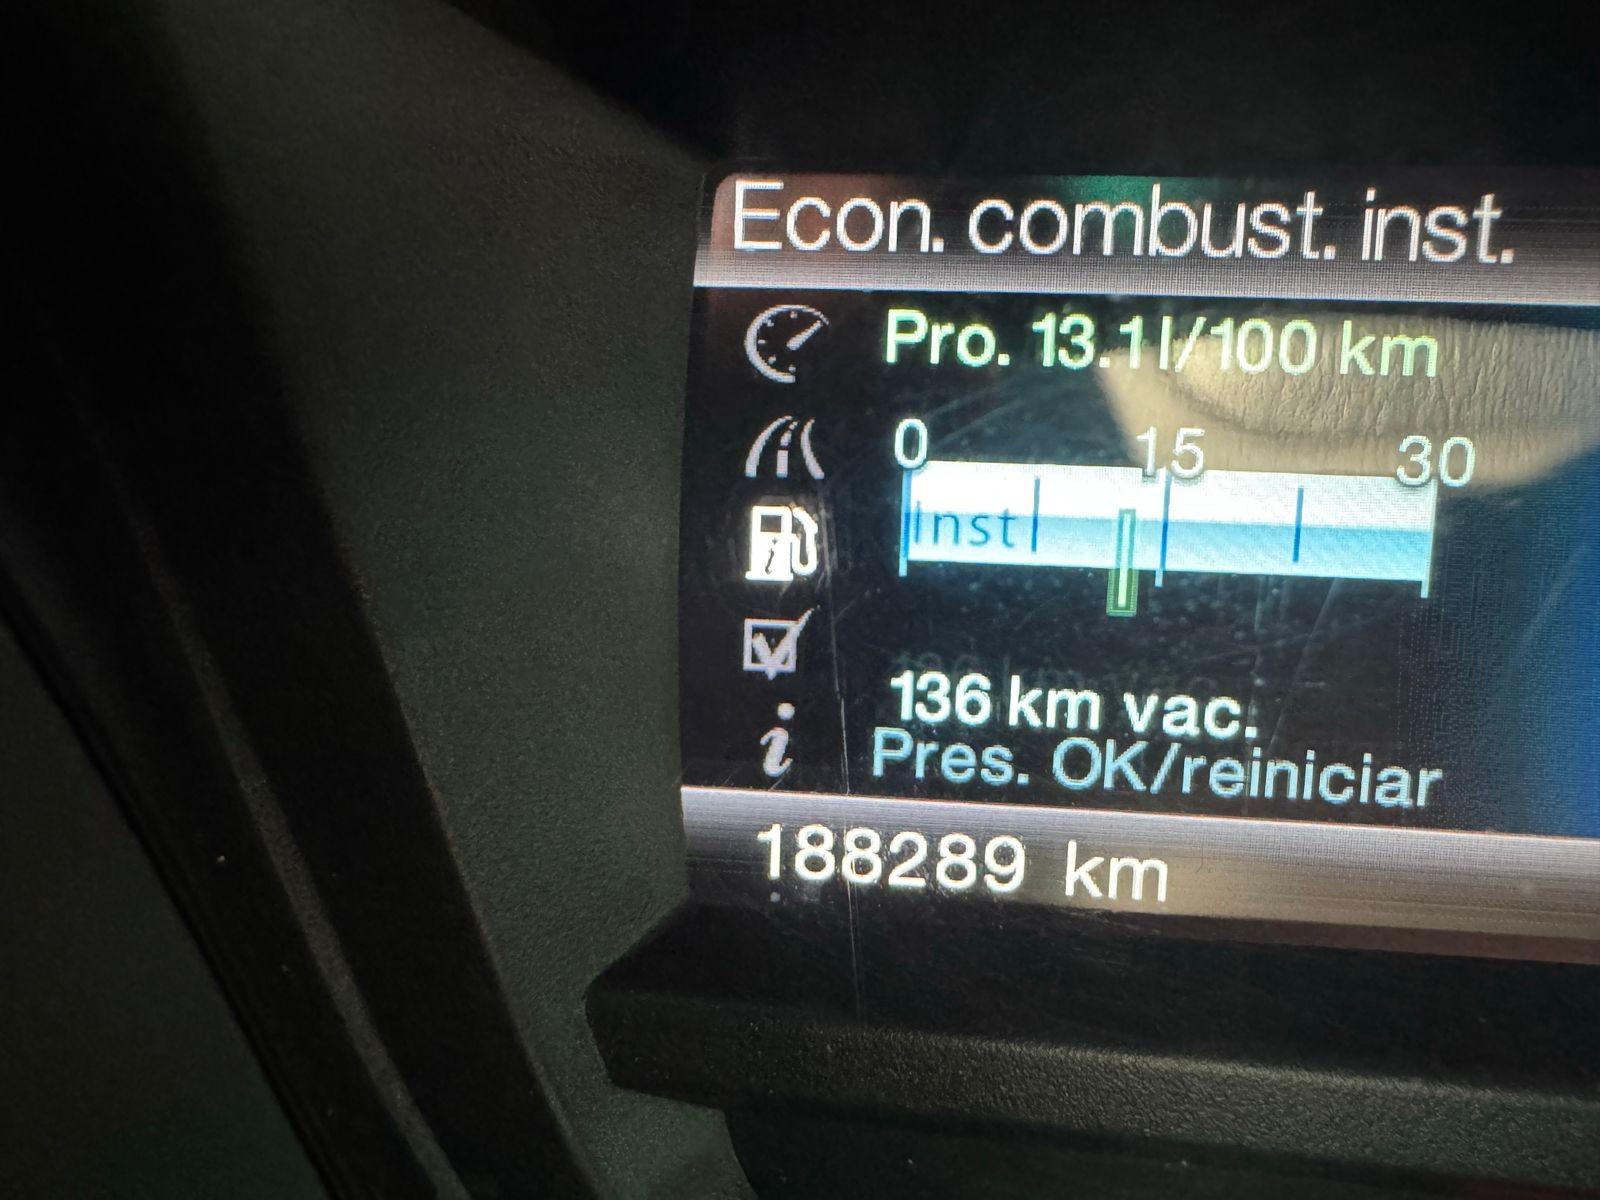 Econ. combust. inst.
Pro. 13.1 l/100 km
0 15 30
Inst
136 km vac.
Pres. OK/reiniciar
188289 km